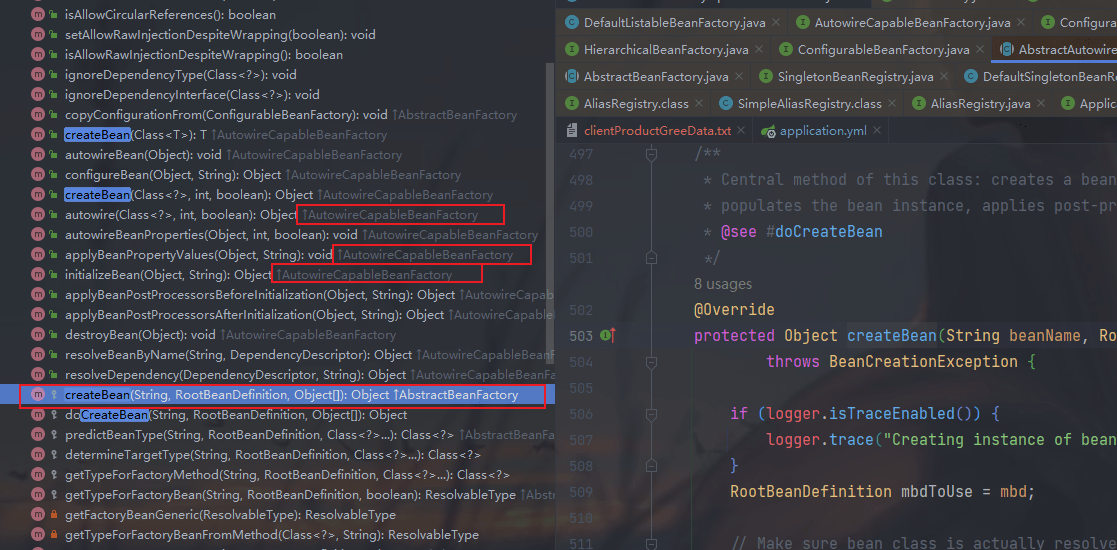 isAllowCircularReferences(): boolean
setAllowRawInjectionDespiteWrapping(boolean): void
isAllowRawInjectionDespiteWrapping(): boolean
ignoreDependencyType(Class<?>): void
ignoreDependencyInterface(Class<?>): void
copyConfigurationFrom(ConfigurableBeanFactory): void ↑AbstractBeanFactory
createBean(Class<T>): T ↑AutowireCapableBeanFactory
autowireBean(Object): void ↑AutowireCapableBeanFactory
configureBean(Object, String): Object ↑AutowireCapableBeanFactory
createBean(Class<?>, int, boolean): Object ↑AutowireCapableBeanFactory
autowire(Class<?>, int, boolean): Object ↑AutowireCapableBeanFactory
autowireBeanProperties(Object, int, boolean): void ↑AutowireCapableBeanFactory
applyBeanPropertyValues(Object, String): void ↑AutowireCapableBeanFactory
initializeBean(Object, String): Object ↑AutowireCapableBeanFactory
applyBeanPostProcessorsBeforeInitialization(Object, String): Object ↑AutowireCapableBean
applyBeanPostProcessorsAfterInitialization(Object, String): Object ↑AutowireCapableBeanF
destroyBean(Object): void ↑AutowireCapableBeanFactory
resolveBeanByName(String, DependencyDescriptor): Object ↑AutowireCapableBeanFactory
resolveDependency(DependencyDescriptor, String): Object ↑AutowireCapableBeanFactory
createBean(String, RootBeanDefinition, Object[]): Object ↑AbstractBeanFactory
doCreateBean(String, RootBeanDefinition, Object[]): Object
predictBeanType(String, RootBeanDefinition, Class<?>...): Class<?> ↑AbstractBeanFa
determineTargetType(String, RootBeanDefinition, Class<?>...): Class<?>
getTypeForFactoryMethod(String, RootBeanDefinition, Class<?>...): Class<?>
getTypeForFactoryBean(String, RootBeanDefinition, boolean): ResolvableType ↑Abst
getFactoryBeanGeneric(ResolvableType): ResolvableType
getTypeForFactoryBeanFromMethod(Class<?>, String): ResolvableType
DefaultListableBeanFactory.java AutowireCapableBeanFactory.java Configura
HierarchicalBeanFactory.java ConfigurableBeanFactory.java AbstractAutowire
AbstractBeanFactory.java SingletonBeanRegistry.java DefaultSingletonBeanRe
AliasRegistry.class SimpleAliasRegistry.class AliasRegistry.java Applica
clientProductGreeData.txt application.yml
497 /**
498 * Central method of this class: creates a bean
499 * populates the bean instance, applies post-pr
500 * @see #doCreateBean
501 */
8 usages
502 @Override
503 protected Object createBean(String beanName, Ro
504 throws BeanCreationException {
505
506 if (logger.isTraceEnabled()) {
507 logger.trace("Creating instance of bean
508 }
509 RootBeanDefinition mbdToUse = mbd;
510
511 // Make sure bean class is actually resolve